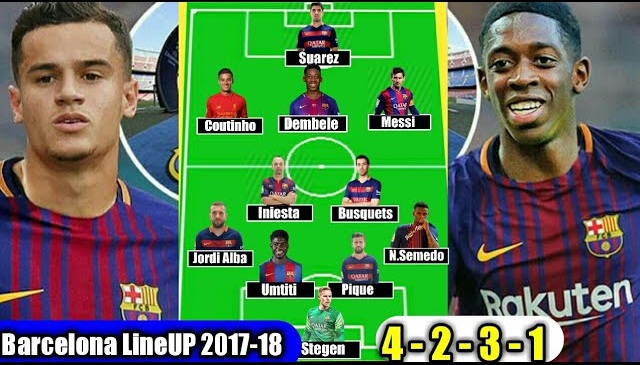 Suarez
Coutinho
Dembele
Messi
Iniesta
Busquets
Jordi Alba
N.Semedo
Umtiti
Pique
Stegen
Rakuten
Barcelona LineUP 2017-18
4-2-3-1